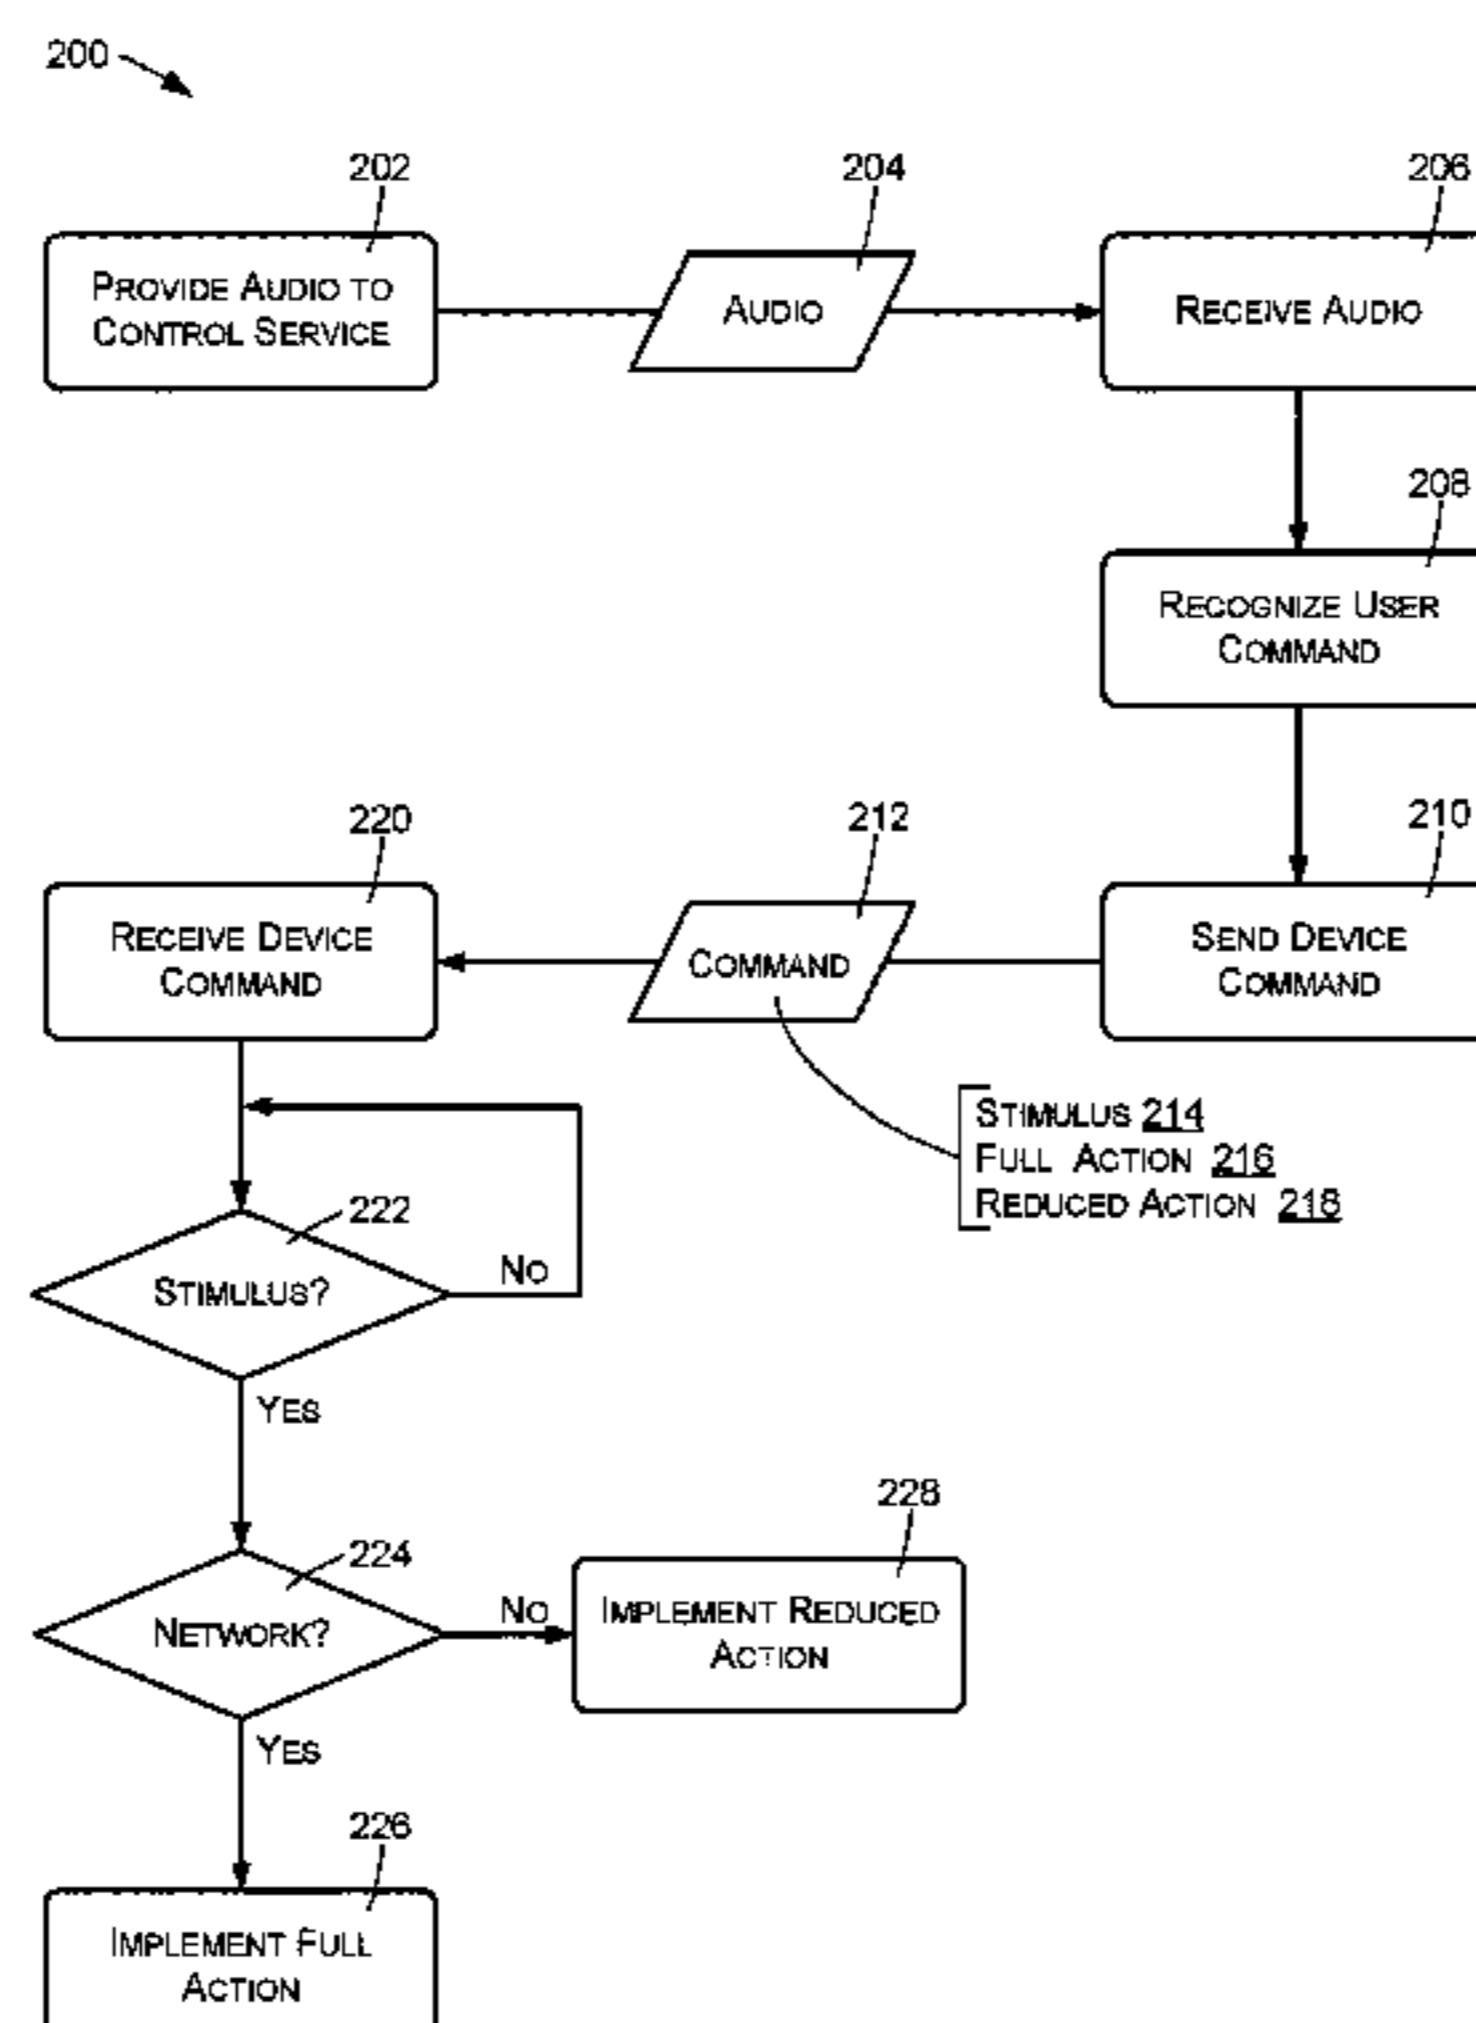 200
202
204
206
PROVIDE AUDIO TO
CONTROL SERVICE
AUDIO
RECEIVE AUDIO
208
RECOGNIZE USER
COMMAND
220
212
210
RECEIVE DEVICE
COMMAND
COMMAND
SEND DEVICE
COMMAND
STIMULUS 214
FULL ACTION 216
REDUCED ACTION 218
222
STIMULUS?
NO
YES
224
228
NETWORK?
NO
IMPLEMENT REDUCED
ACTION
YES
226
IMPLEMENT FULL
ACTION